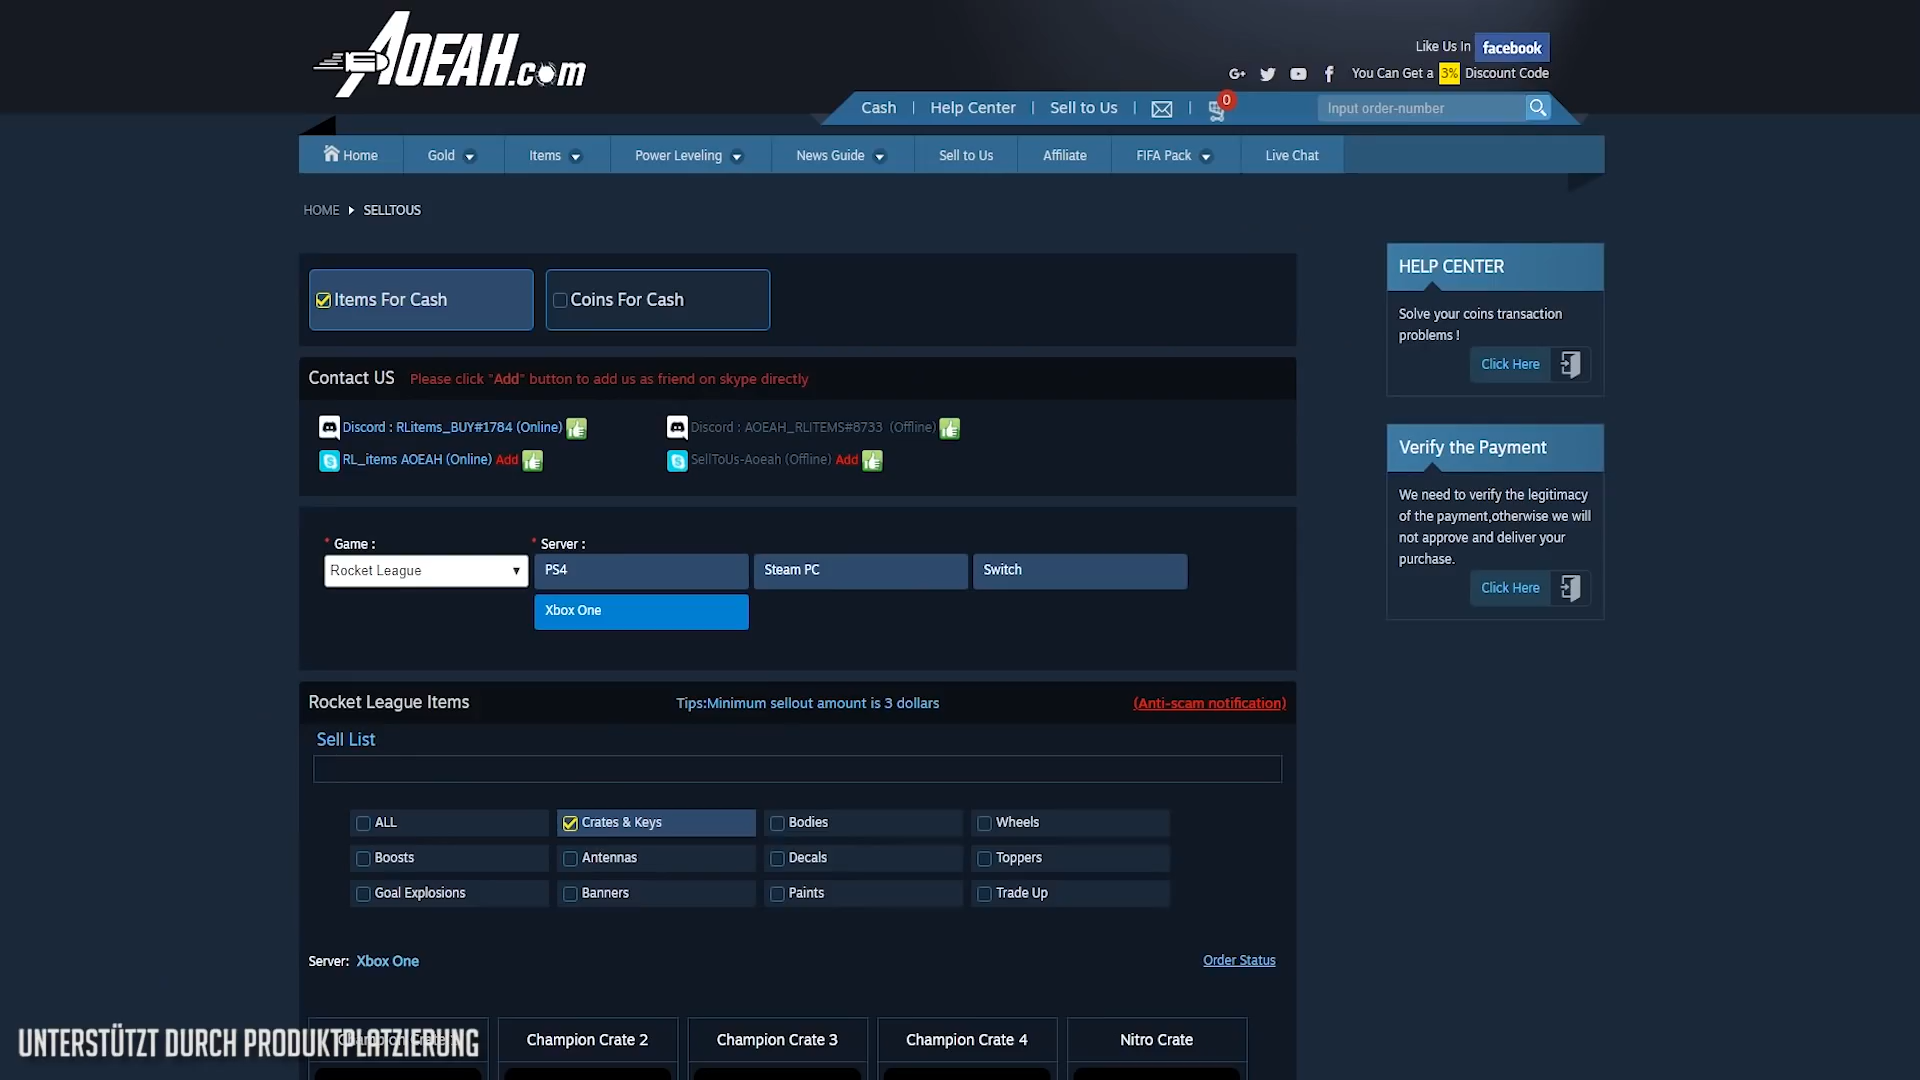 AOEAH.com
Like Us In facebook
You Can Get a 3% Discount Code
Cash | Help Center | Sell to Us | | 0 Input order-number
Home Gold Items Power Leveling News Guide Sell to Us Affiliate FIFA Pack Live Chat
HOME SELLTOUS
Items For Cash Coins For Cash
Contact US Please click "Add" button to add us as friend on skype directly
Discord : RLitems_BUY#1784 (Online) Discord : AOEAH_RLITEMS#8733 (Offline)
RL_items AOEAH (Online) Add SellToUs-Aoeah (Offline) Add
* Game : * Server :
Rocket League PS4 Steam PC Switch
Xbox One
Rocket League Items Tips:Minimum sellout amount is 3 dollars (Anti-scam notification)
Sell List
ALL Crates & Keys Bodies Wheels
Boosts Antennas Decals Toppers
Goal Explosions Banners Paints Trade Up
Server: Xbox One Order Status
Champion Crate 2 Champion Crate 3 Champion Crate 4 Nitro Crate
UNTERSTÜTZT DURCH PRODUKTPLATZIERUNG
HELP CENTER
Solve your coins transaction
problems !
Click Here
Verify the Payment
We need to verify the legitimacy
of the payment,otherwise we will
not approve and deliver your
purchase.
Click Here